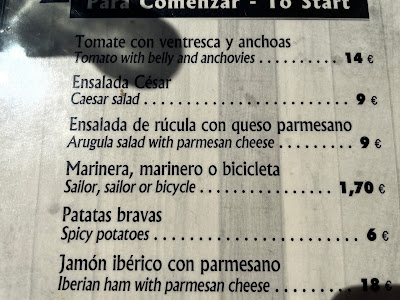 Para Comenzar - To Start
Tomate con ventresca y anchoas
Tomato with belly and anchovies ............ 14 €
Ensalada César
Caesar salad .............................. 9 €
Ensalada de rúcula con queso parmesano
Arugula salad with parmesan cheese ......... 9 €
Marinera, marinero o bicicleta
Sailor, sailor or bicycle .................... 1,70 €
Patatas bravas
Spicy potatoes ............................ 6 €
Jamón ibérico con parmesano
Iberian ham with parmesan cheese ........ 18 €